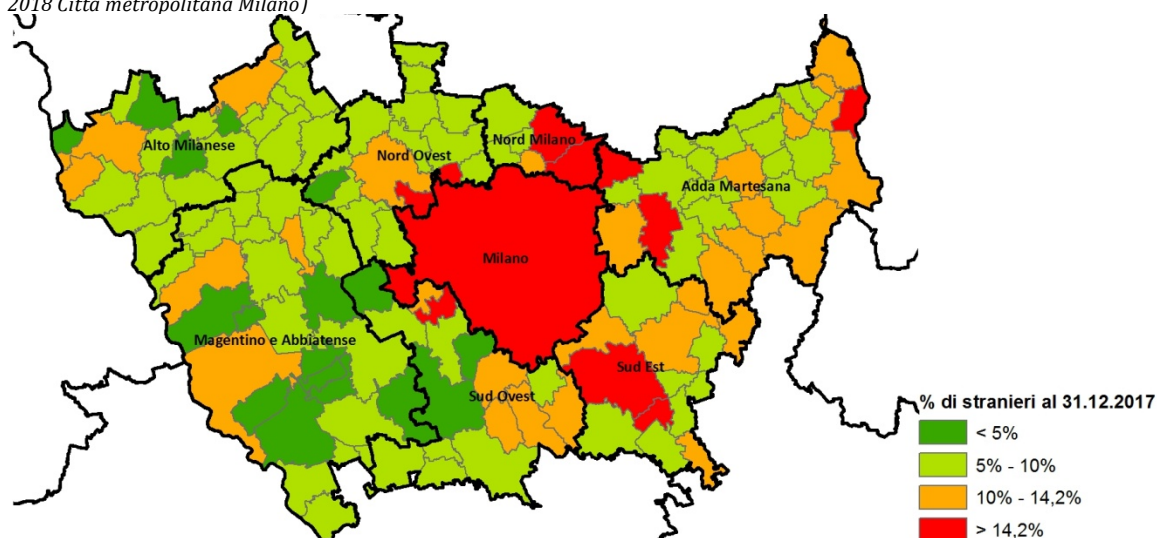 2018 Città metropolitana Milano)
Alto Milanese
Nord Ovest
Nord Milano
Adda Martesana
Milano
Magentino e Abbiatense
Sud Ovest
Sud Est
% di stranieri al 31.12.2017
< 5%
5% - 10%
10% - 14,2%
> 14,2%